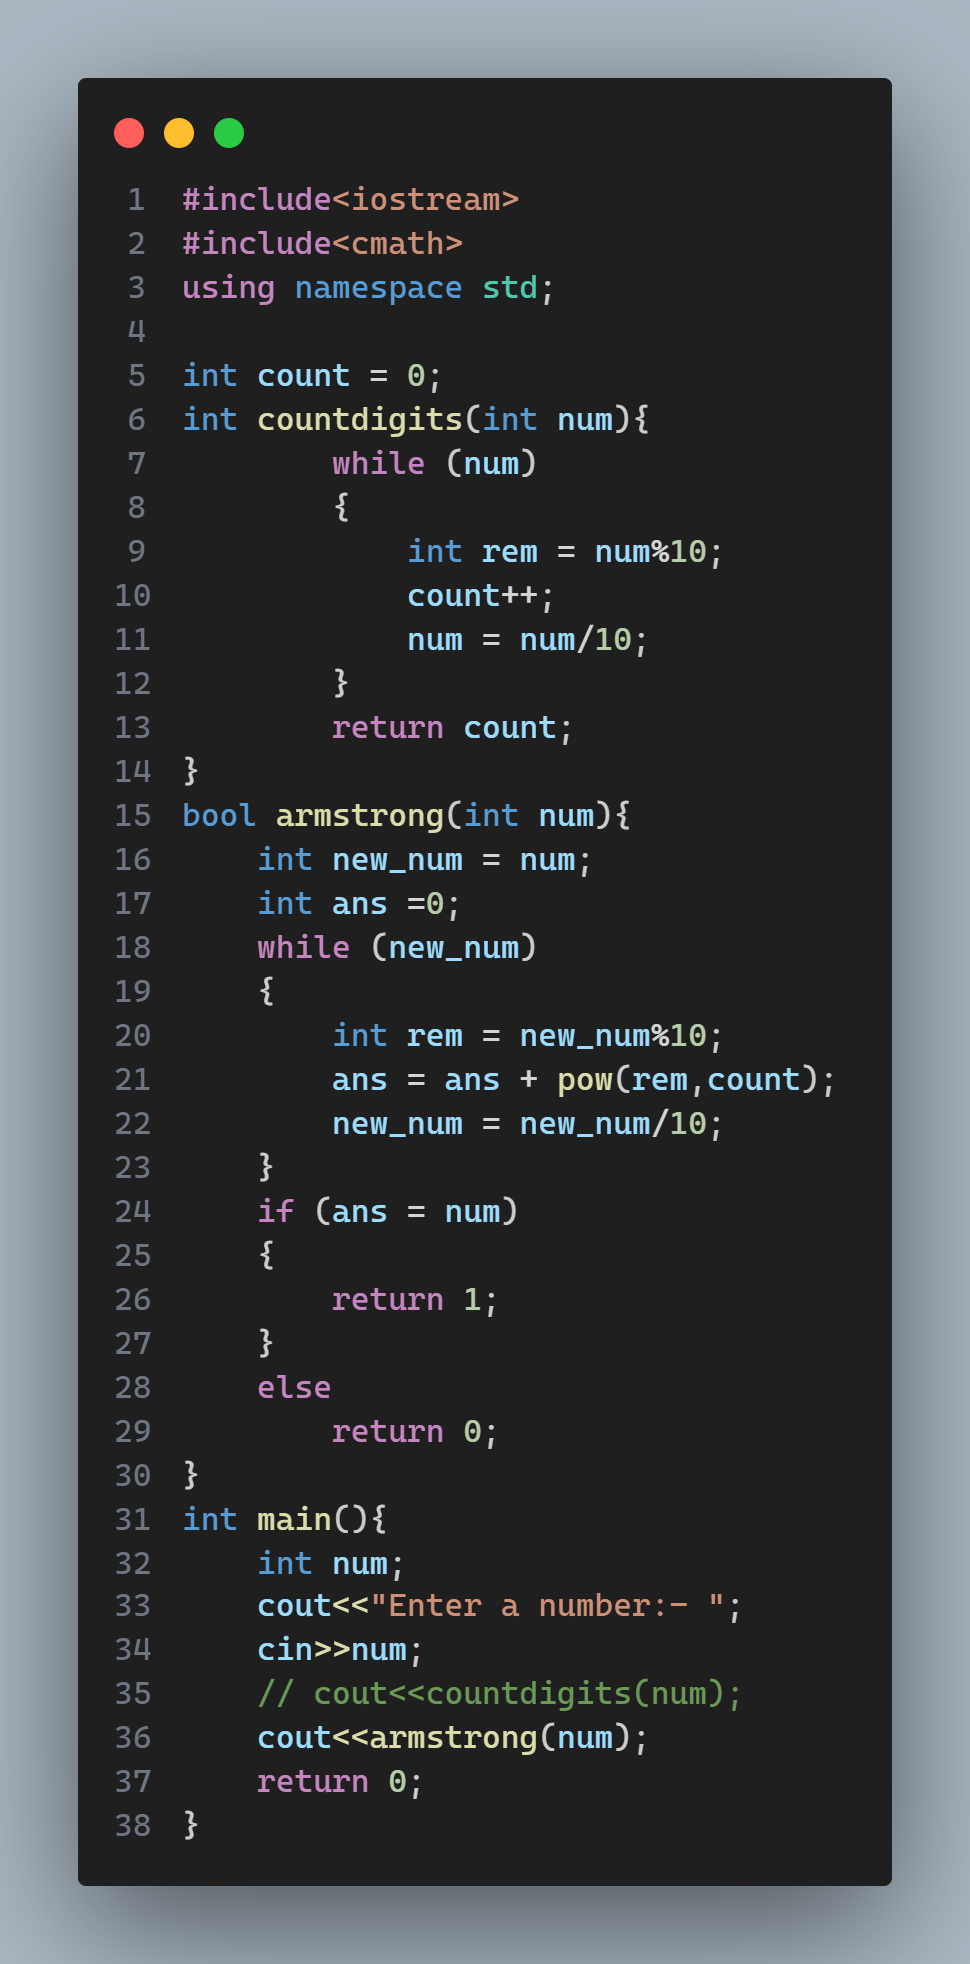 1 #include<iostream>
2 #include<cmath>
3 using namespace std;
4
5 int count = 0;
6 int countdigits(int num){
7         while (num)
8         {
9             int rem = num%10;
10             count++;
11             num = num/10;
12         }
13         return count;
14 }
15 bool armstrong(int num){
16     int new_num = num;
17     int ans =0;
18     while (new_num)
19     {
20         int rem = new_num%10;
21         ans = ans + pow(rem,count);
22         new_num = new_num/10;
23     }
24     if (ans = num)
25     {
26         return 1;
27     }
28     else
29         return 0;
30 }
31 int main(){
32     int num;
33     cout<<"Enter a number:- ";
34     cin>>num;
35     // cout<<countdigits(num);
36     cout<<armstrong(num);
37     return 0;
38 }